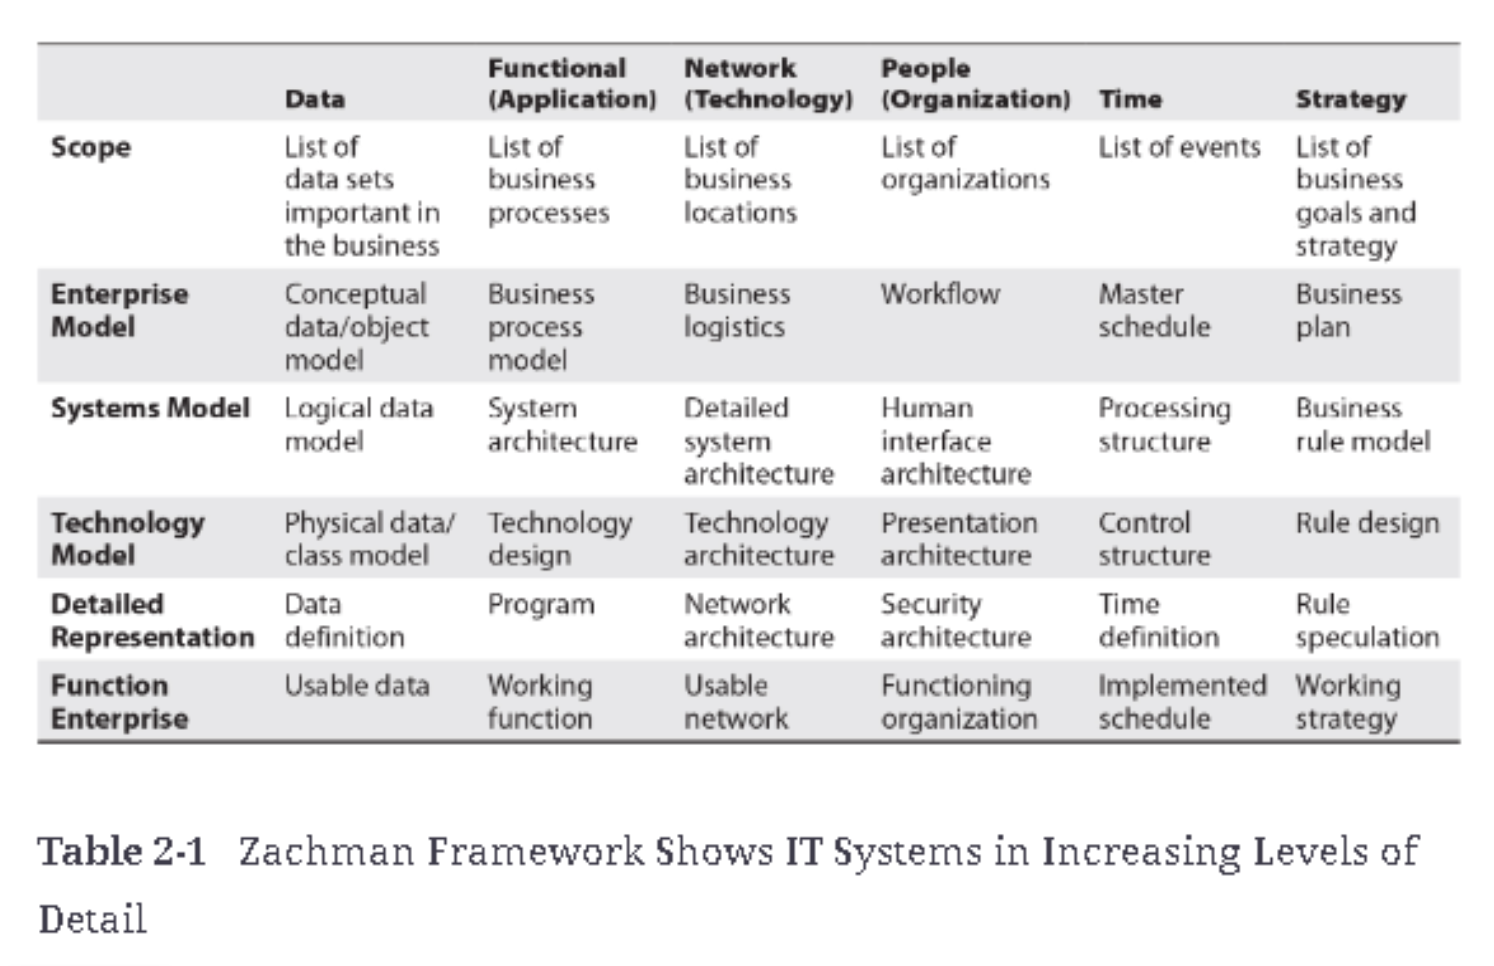 Data Functional (Application) Network (Technology) People (Organization) Time Strategy
Scope List of data sets important in the business List of business processes List of business locations List of organizations List of events List of business goals and strategy
Enterprise Model Conceptual data/object model Business process model Business logistics Workflow Master schedule Business plan
Systems Model Logical data model System architecture Detailed system architecture Human interface architecture Processing structure Business rule model
Technology Model Physical data/ class model Technology design Technology architecture Presentation architecture Control structure Rule design
Detailed Representation Data definition Program Network architecture Security architecture Time definition Rule speculation
Function Enterprise Usable data Working function Usable network Functioning organization Implemented schedule Working strategy
Table 2-1 Zachman Framework Shows IT Systems in Increasing Levels of
Detail